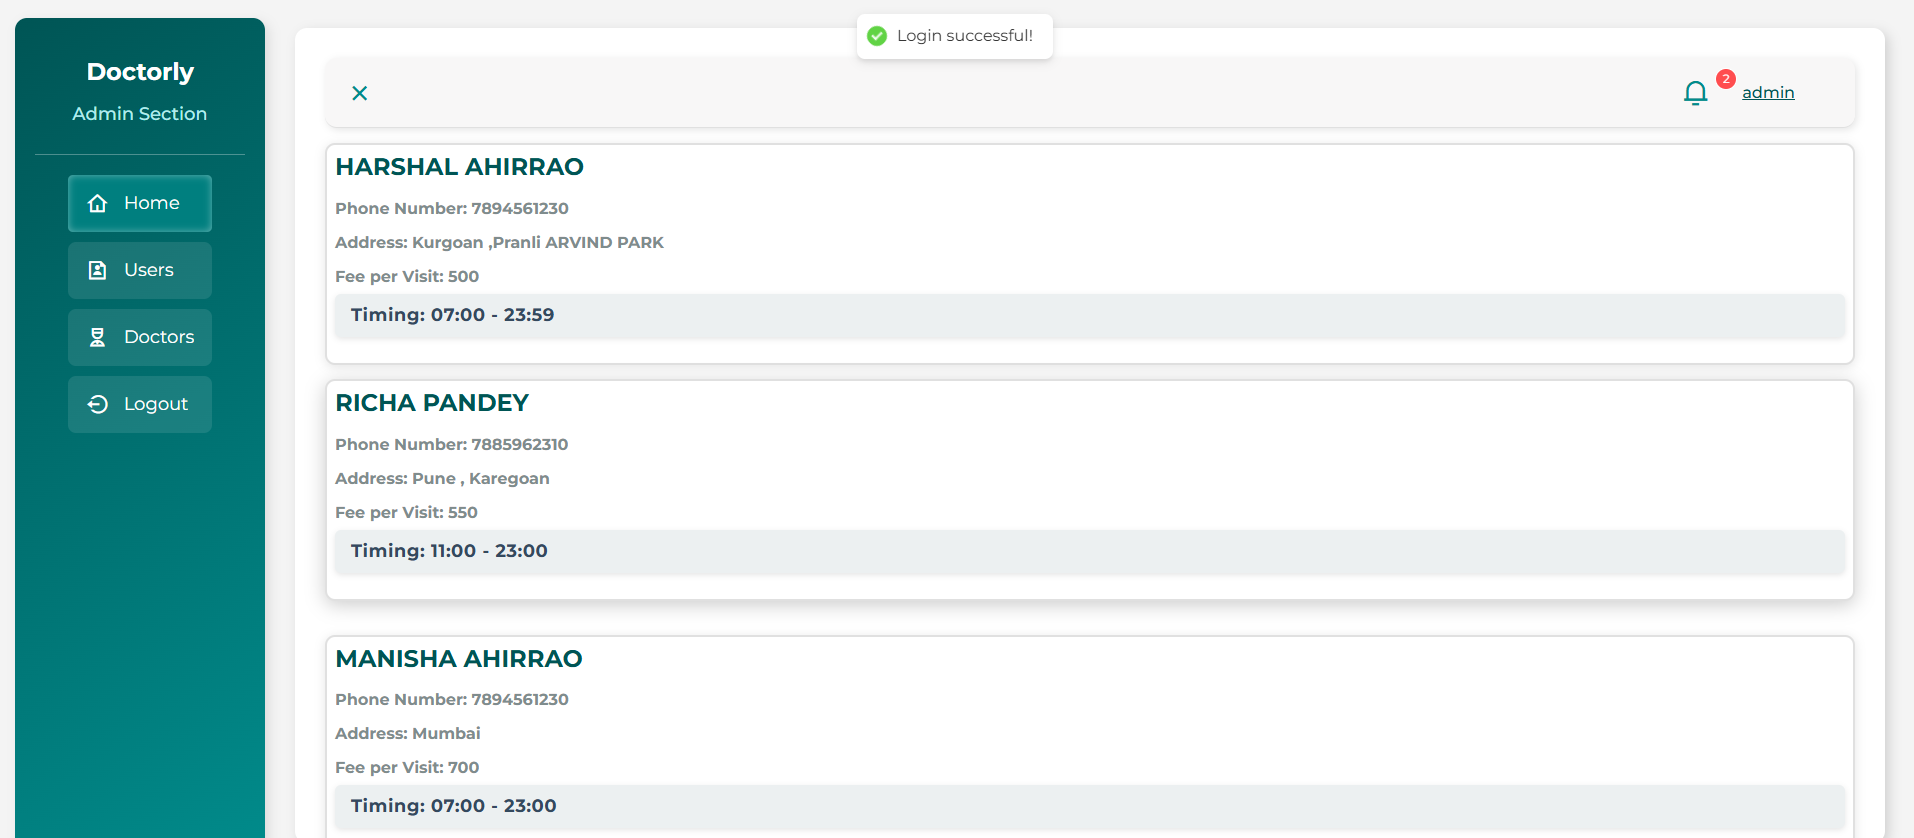 Doctorly
Admin Section
Home
Users
Doctors
Logout
Login successful!
2
admin
HARSHAL AHIRRAO
Phone Number: 7894561230
Address: Kurgoan ,Pranli ARVIND PARK
Fee per Visit: 500
Timing: 07:00 - 23:59
RICHA PANDEY
Phone Number: 7885962310
Address: Pune , Karegoan
Fee per Visit: 550
Timing: 11:00 - 23:00
MANISHA AHIRRAO
Phone Number: 7894561230
Address: Mumbai
Fee per Visit: 700
Timing: 07:00 - 23:00